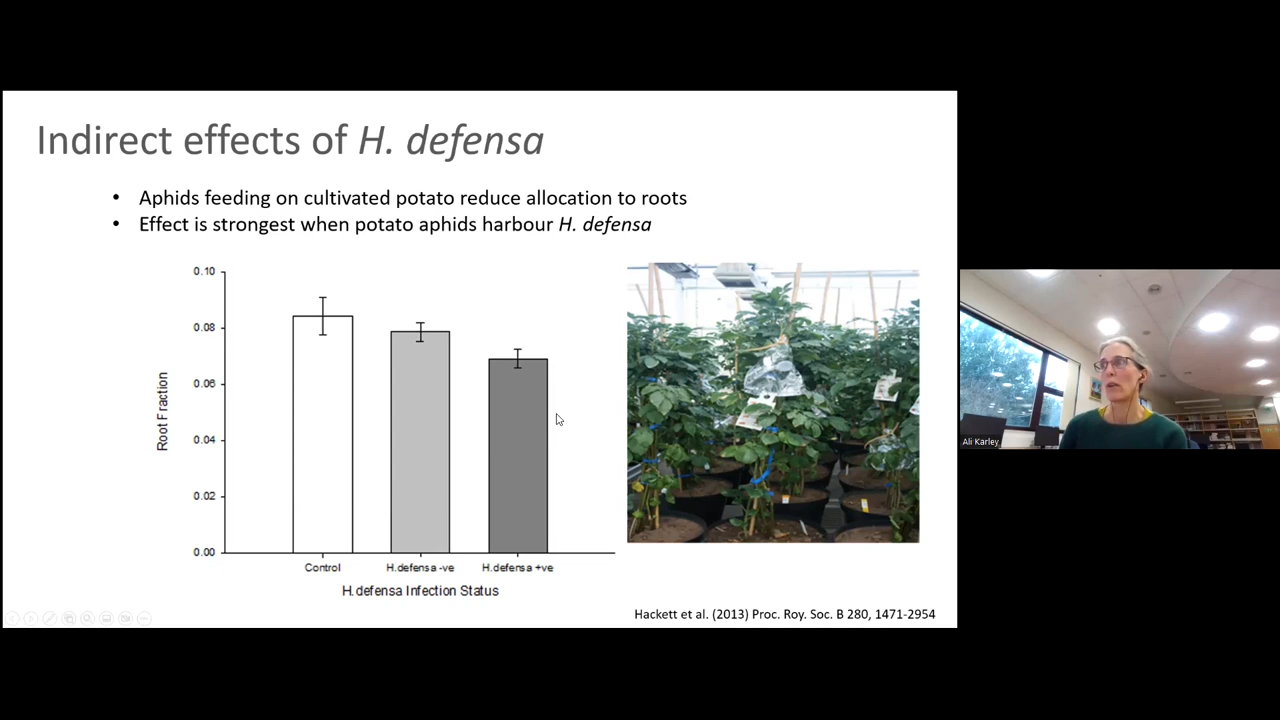 Indirect effects of H. defensa
• Aphids feeding on cultivated potato reduce allocation to roots
• Effect is strongest when potato aphids harbour H. defensa
0.10
0.08
0.06
0.04
0.02
0.00
Root Fraction
Control
H.defensa -ve
H.defensa +ve
H.defensa Infection Status
Hackett et al. (2013) Proc. Roy. Soc. B 280, 1471-2954
Ali Karley